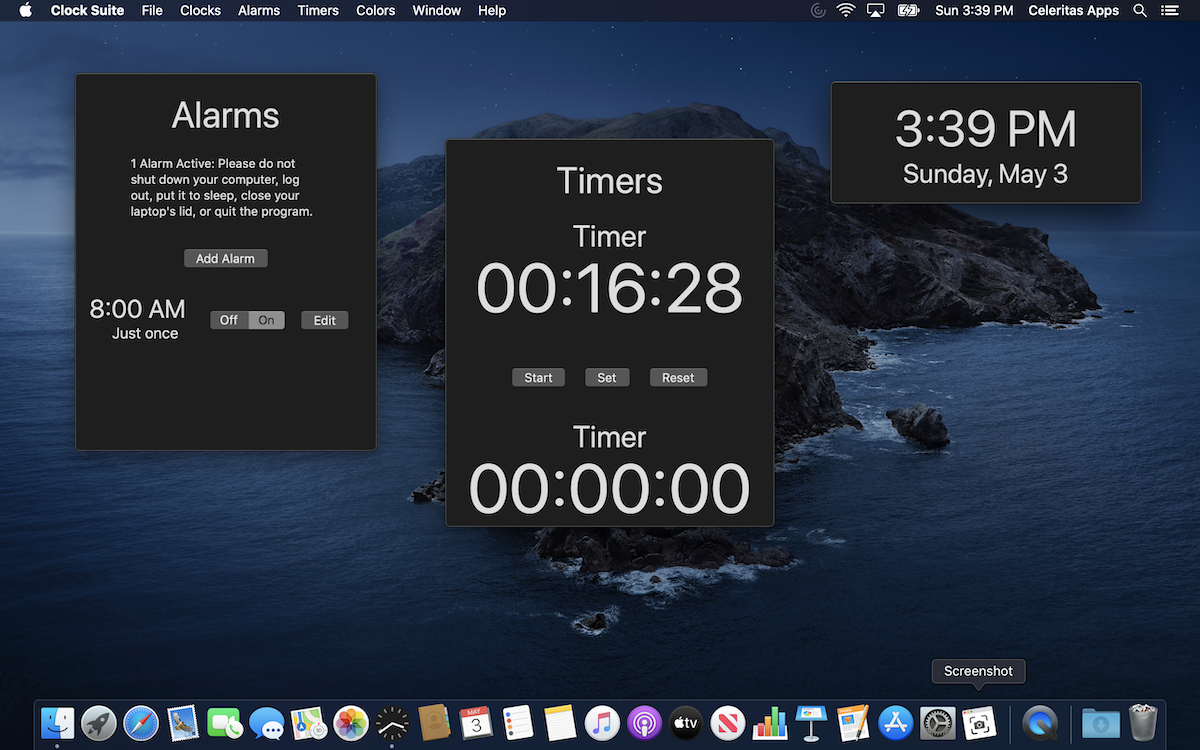 Clock Suite File Clocks Alarms Timers Colors Window Help Sun 3:39 PM Celeritas Apps
Alarms
1 Alarm Active: Please do not
shut down your computer, log
out, put it to sleep, close your
laptop's lid, or quit the program.
Add Alarm
8:00 AM
Just once
Off On Edit
Timers
Timer
00:16:28
Start Set Reset
Timer
00:00:00
3:39 PM
Sunday, May 3
Screenshot
MAY
3
tv